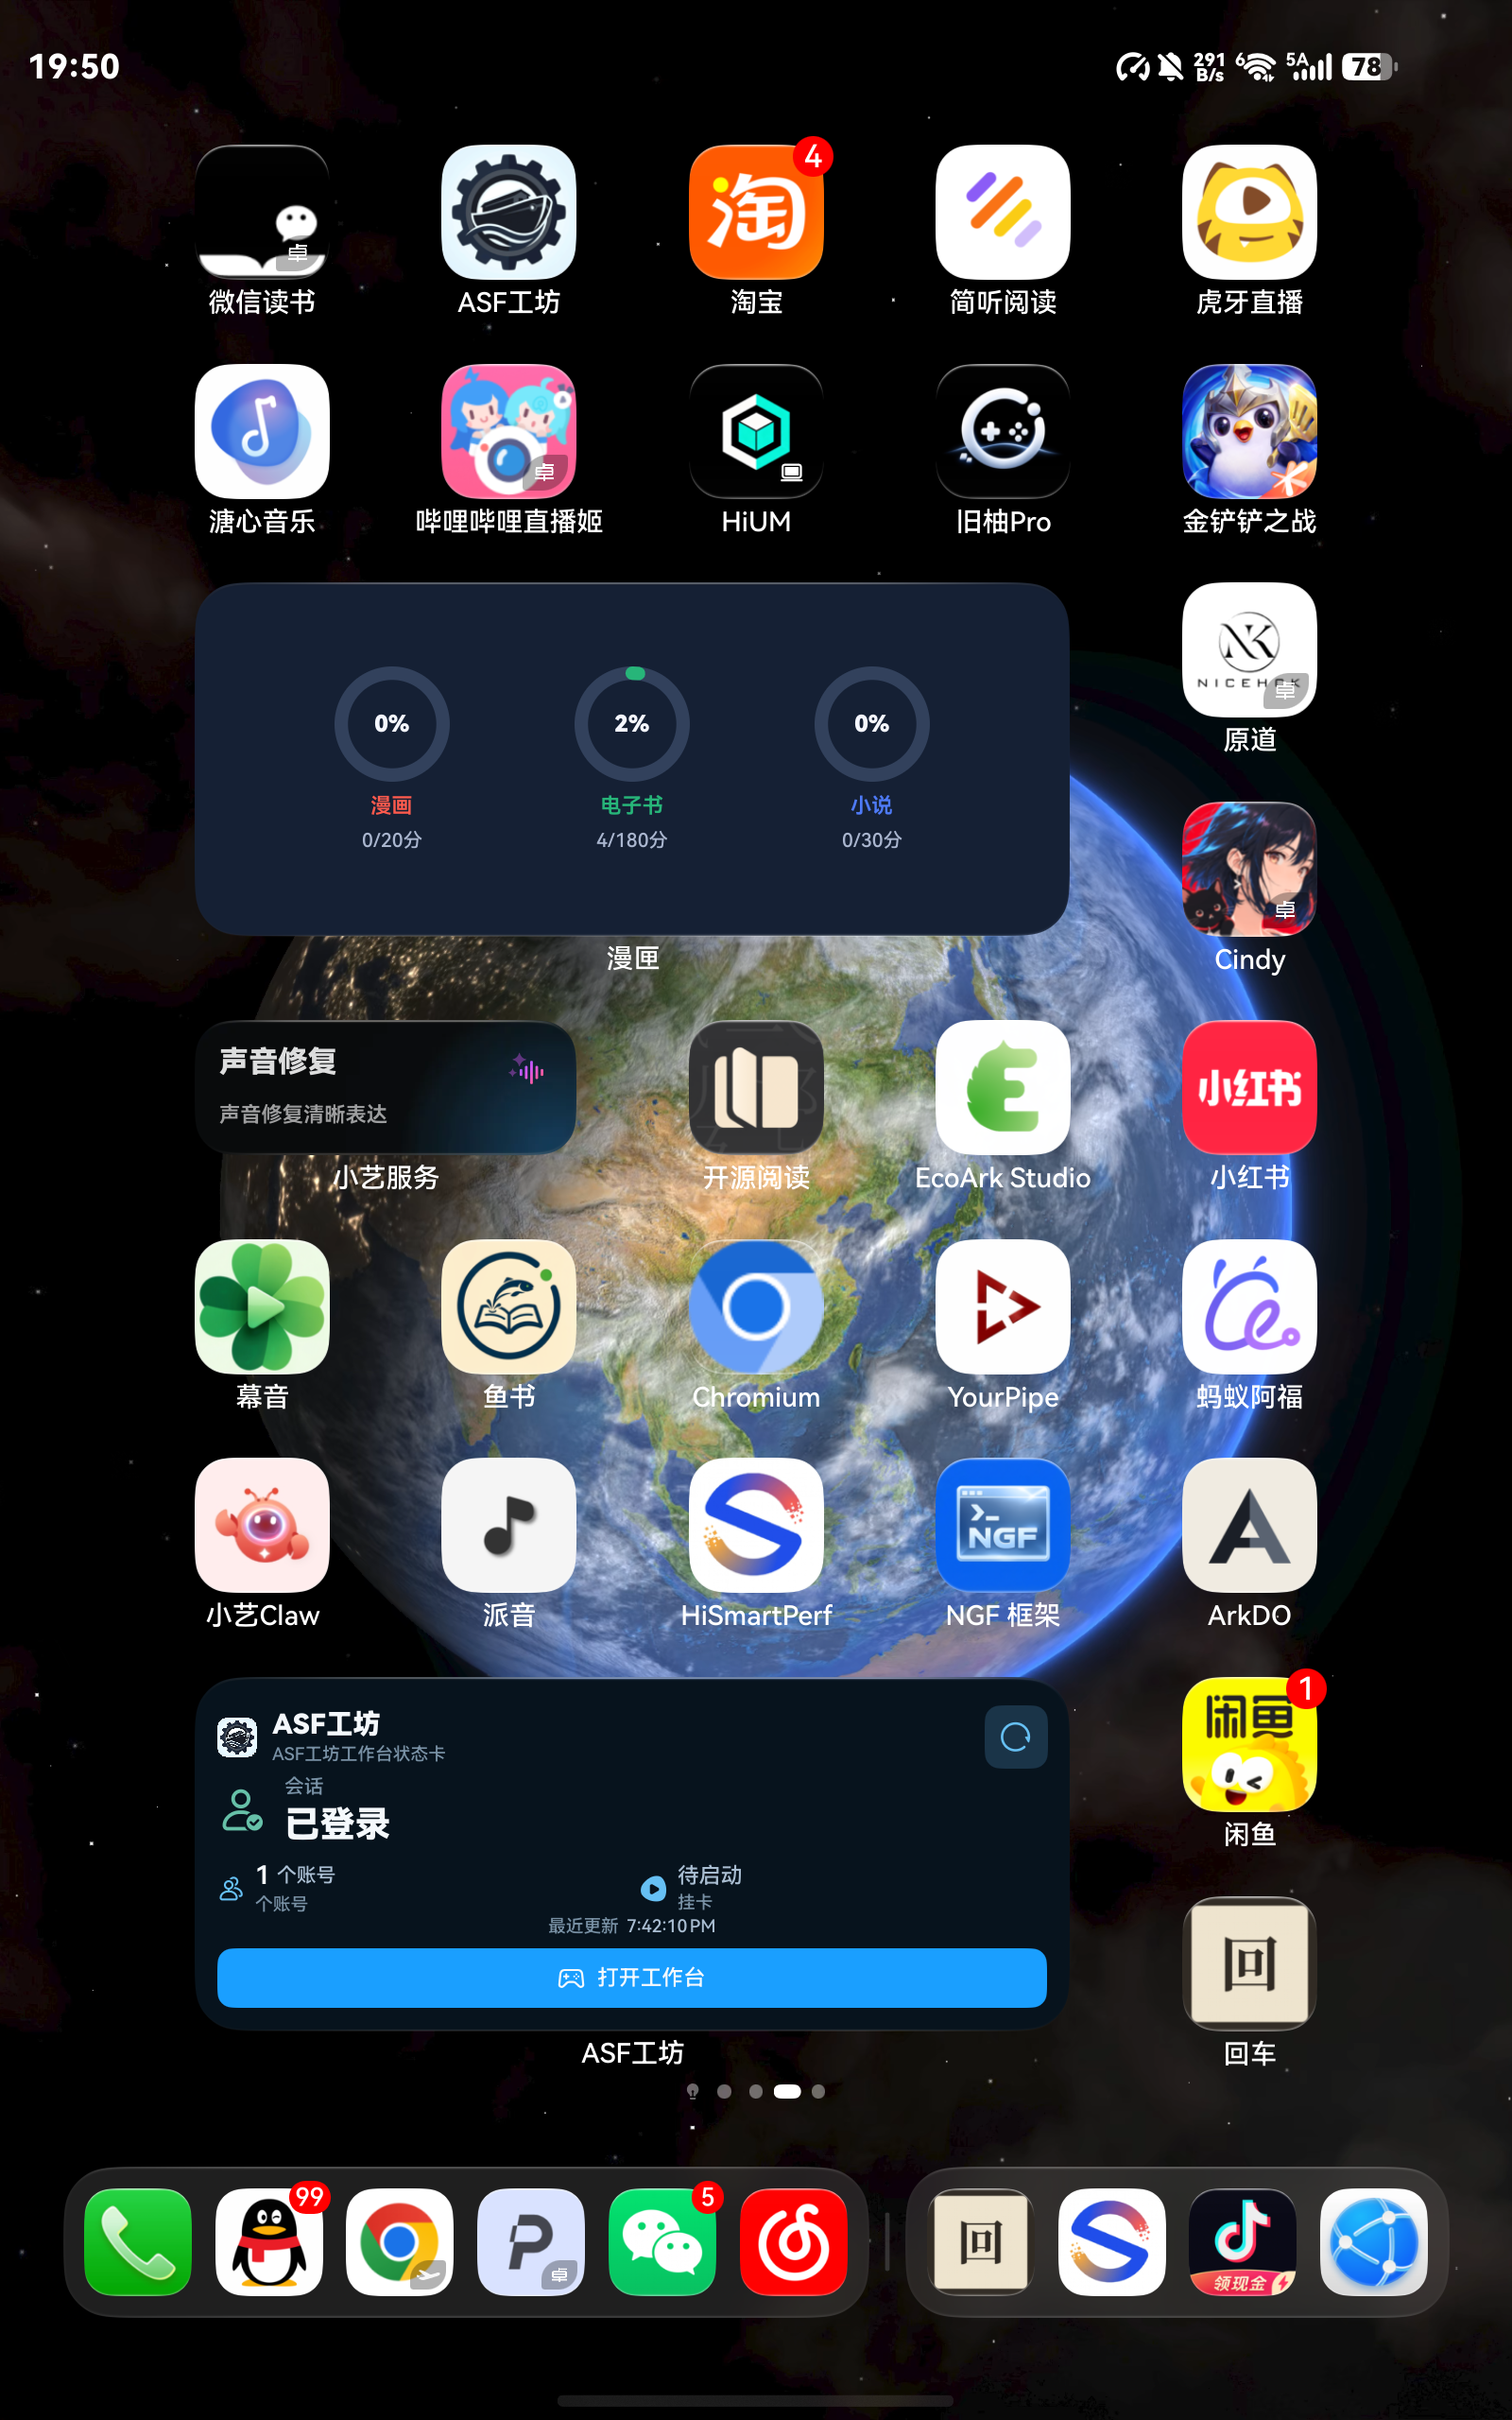 19:50
291 B/s
6
5A
78
卓
4
淘
微信读书
ASF工坊
淘宝
简听阅读
虎牙直播
卓
溏心音乐
哔哩哔哩直播姬
HiUM
旧柚Pro
金铲铲之战
0%
2%
0%
漫画
电子书
小说
0/20分
4/180分
0/30分
漫匣
NICEHCK
卓
原道
卓
Cindy
声音修复
声音修复清晰表达
小艺服务
开源阅读
EcoArk Studio
小红书
小红书
幕音
鱼书
Chromium
YourPipe
蚂蚁阿福
>_
NGF
小艺Claw
派音
HiSmartPerf
NGF 框架
ArkDO
ASF工坊
ASF工坊工作台状态卡
会话
已登录
1 个账号
个账号
待启动
挂卡
最近更新 7:42:10 PM
打开工作台
ASF工坊
闲鱼
1
闲鱼
回
回车
99
卓
5
回
领现金